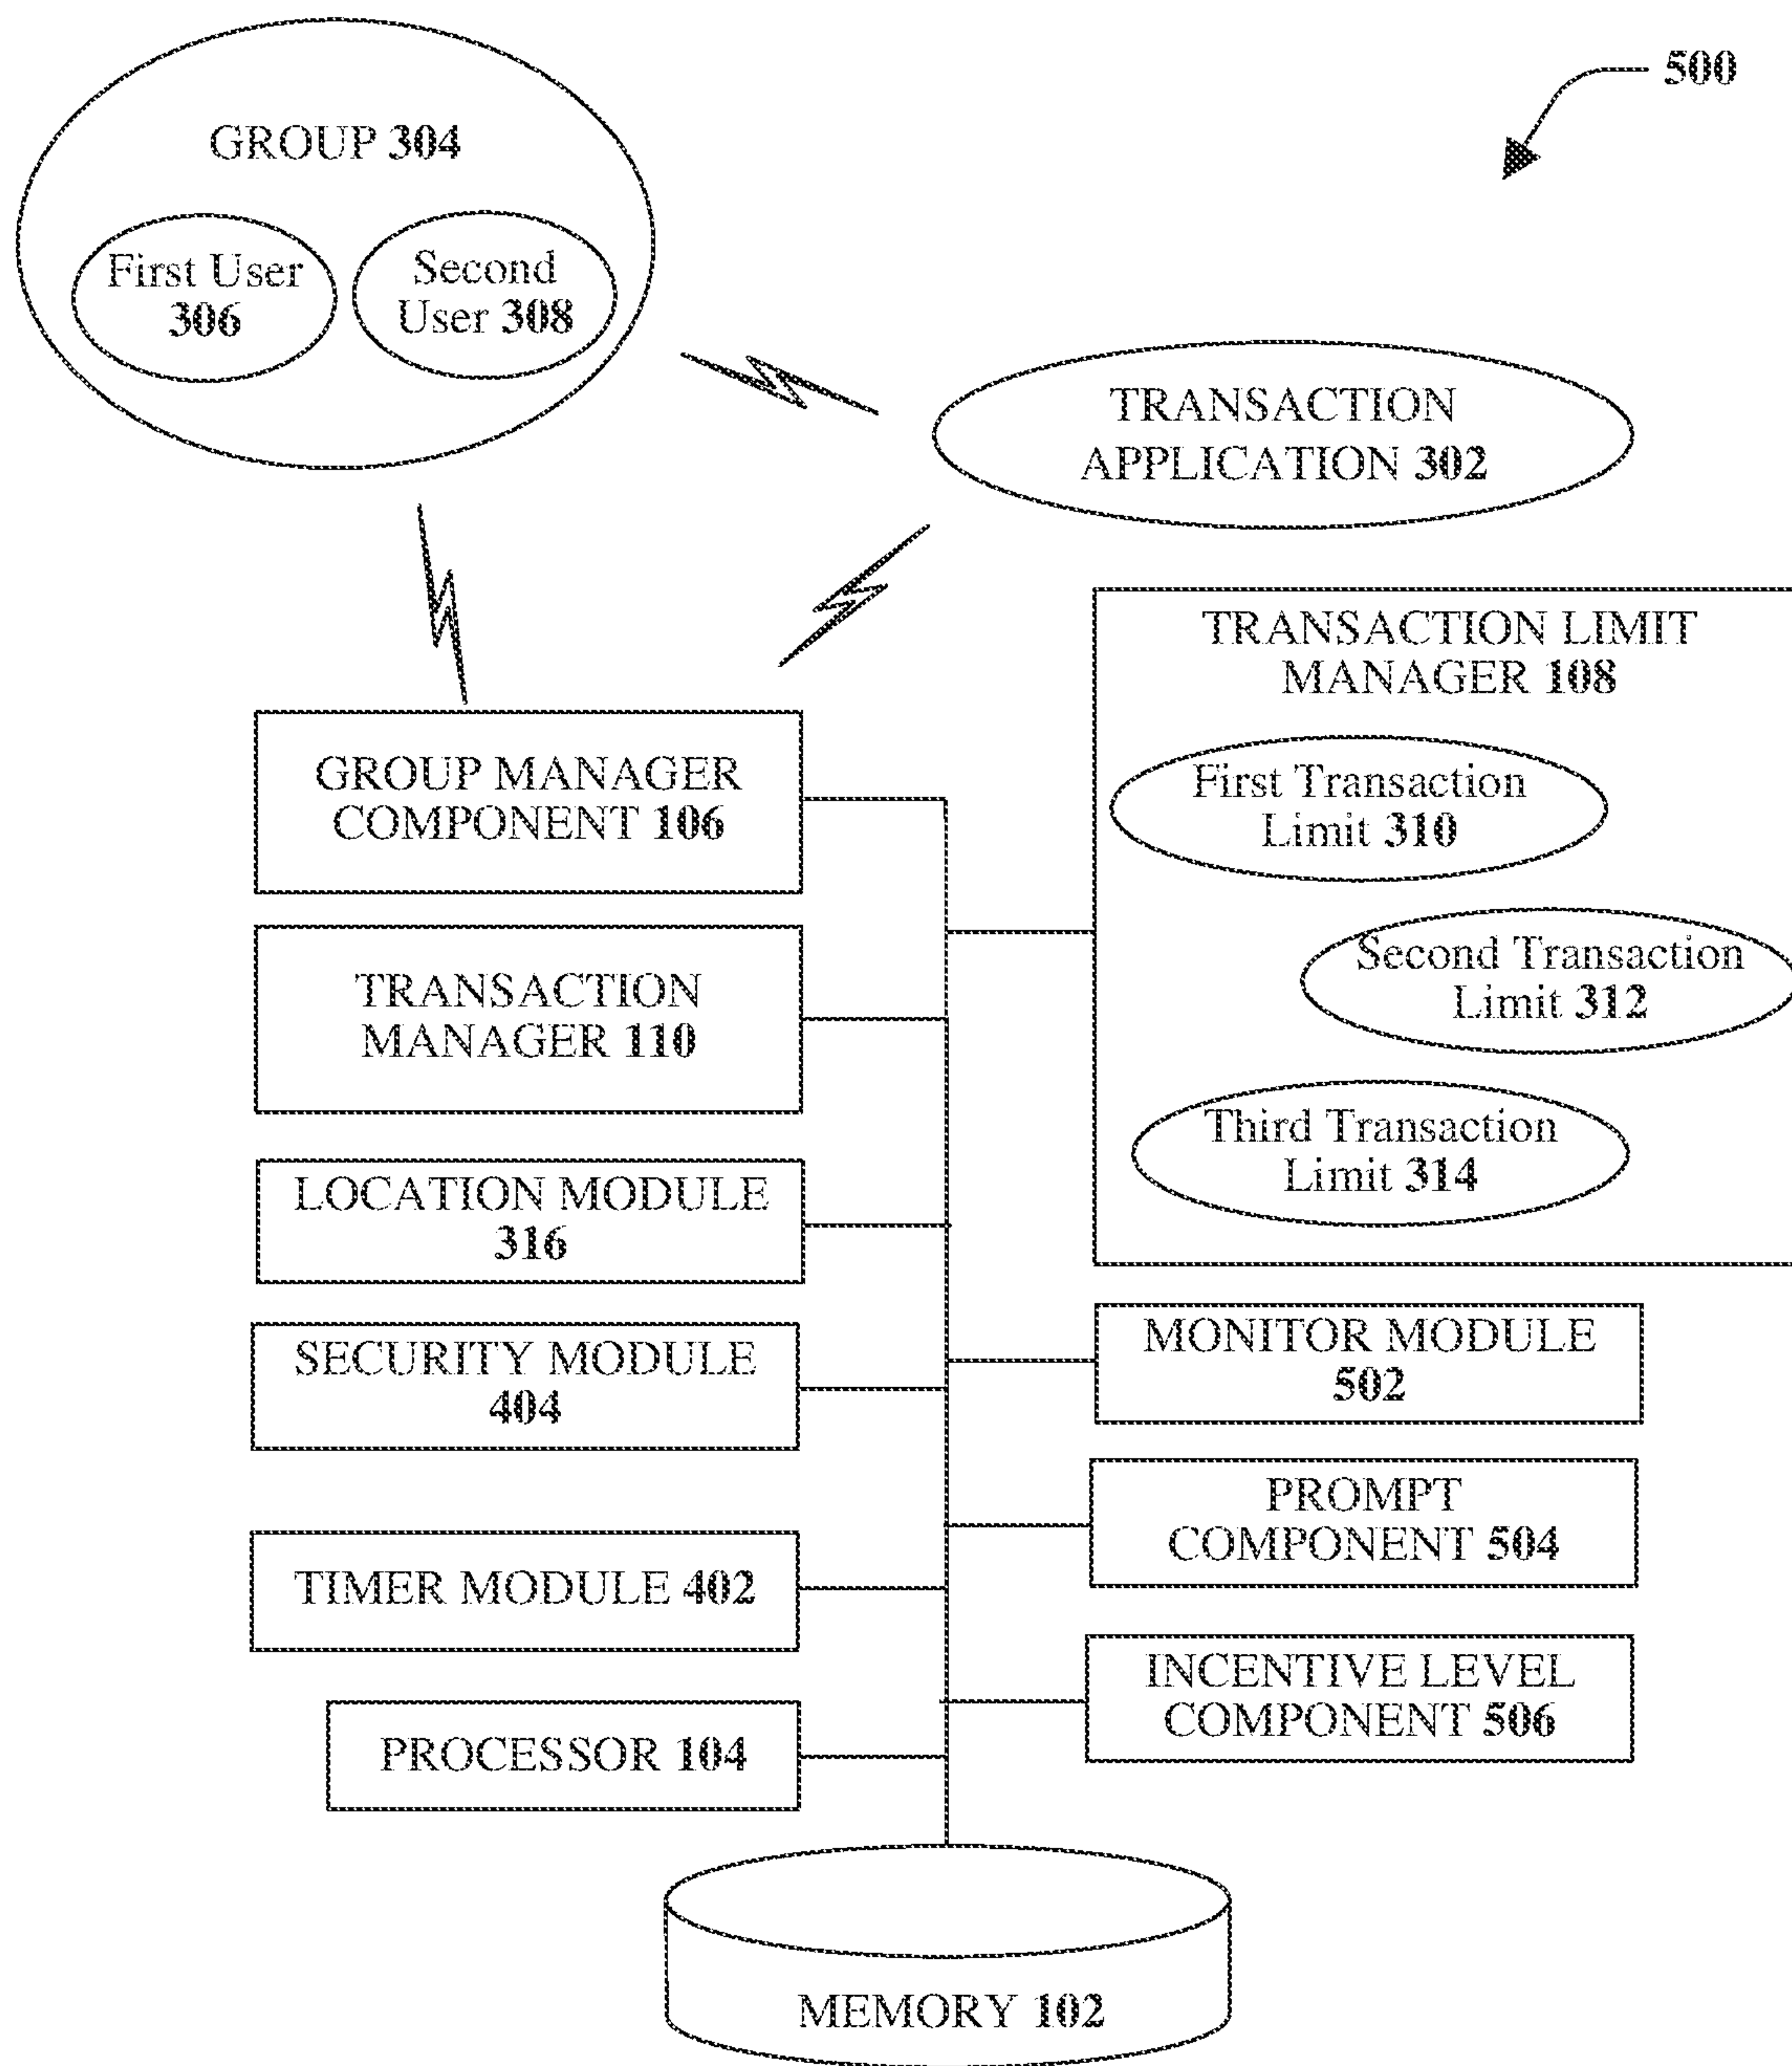 500
GROUP 304
First User
306
Second
User 308
TRANSACTION
APPLICATION 302
TRANSACTION LIMIT
MANAGER 108
First Transaction
Limit 310
Second Transaction
Limit 312
Third Transaction
Limit 314
GROUP MANAGER
COMPONENT 106
TRANSACTION
MANAGER 110
LOCATION MODULE
316
SECURITY MODULE
404
TIMER MODULE 402
PROCESSOR 104
MONITOR MODULE
502
PROMPT
COMPONENT 504
INCENTIVE LEVEL
COMPONENT 506
MEMORY 102